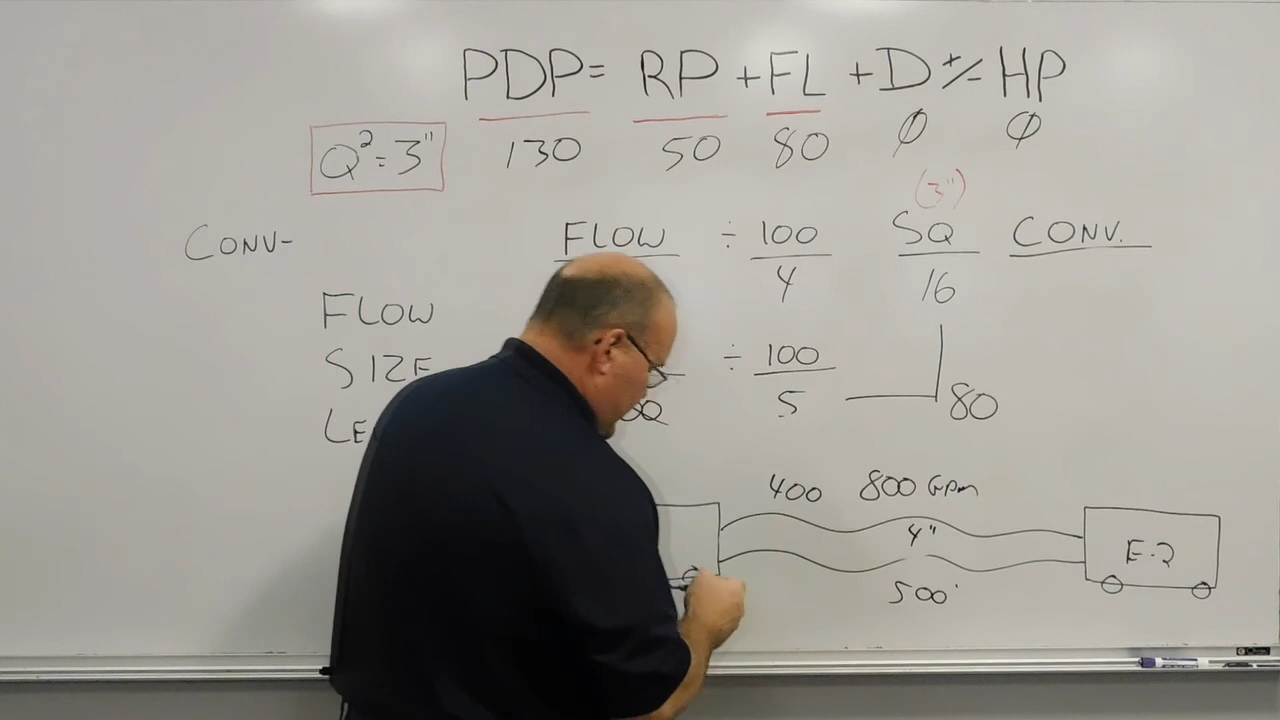 PDP = RP + FL + D +/- HP
Q² = 3" 130 50 80 Ø Ø
(3")
CONV- FLOW ÷ 100 SQ CONV.
4 16
FLOW
SIZE ÷ 100
5 80
400 800 GPM
4"
E-2
500'